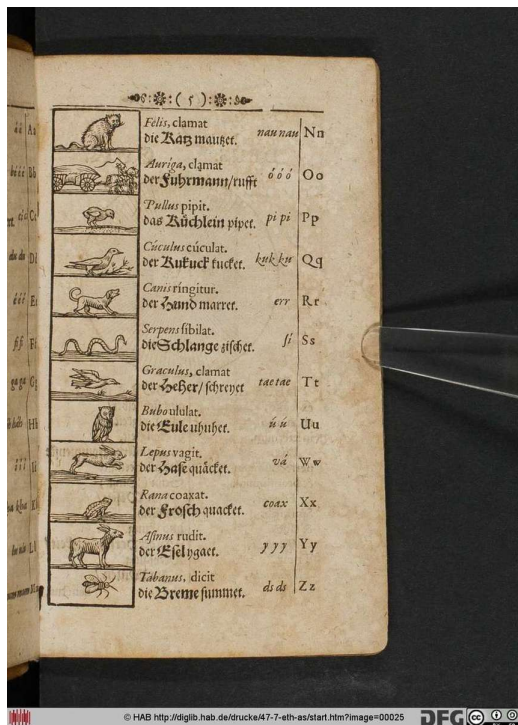 ( 5 )
Felis, clamat
die Katz mautzet. nau nau Nn
Auriga, clamat
der Fuhrmann/rufft ó ó ó Oo
Pullus pipit.
das Küchlein pipet. pi pi Pp
Cúculus cúculat.
der Kukuck kucket. kuk ku Qq
Canis ringitur.
der Hund marret. err Rr
Serpens sibilat.
die Schlange zischet. si Ss
Graculus, clamat
der Heher/ schreyet tae tae Tt
Bubo ululat.
die Eule uhuhet. ú ú Uu
Lepus vagit.
der Hase quäcket. vá Ww
Rana coaxat.
der Frosch quacket. coax Xx
Asinus rudit.
der Esel ygaet. y y y Yy
Tabanus, dicit
die Breme summet. ds ds Zz
© HAB http://diglib.hab.de/drucke/47-7-eth-as/start.htm?image=00025
DFG